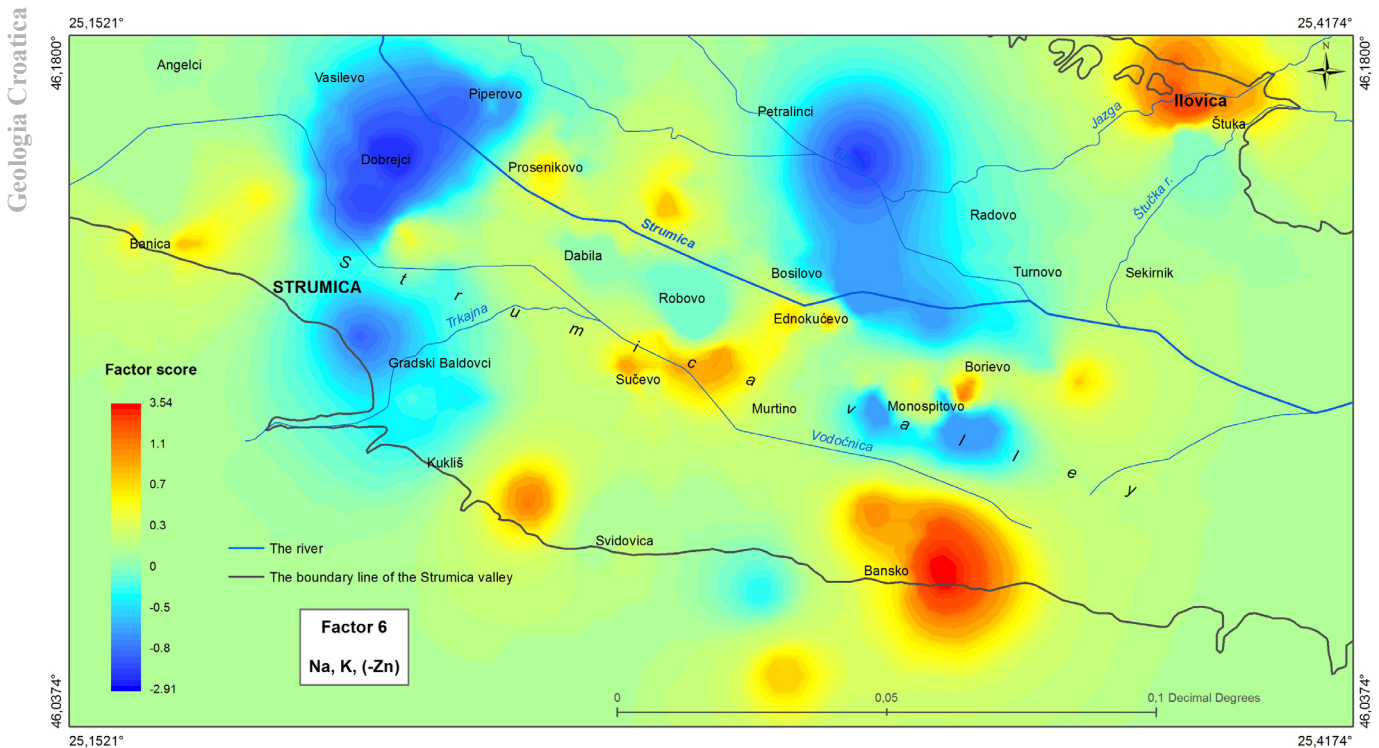 Geologia Croatica
25,1521°
25,4174°
46,1800°
46,1800°
N
Angelci
Vasilevo
Piperovo
Petralinci
Ilovica
Jazga
Štuka
Dobrejci
Prosenikovo
Turija
Štučka r.
Radovo
Strumica
Banica
Dabila
Bosilovo
Turnovo
Sekirnik
STRUMICA
Robovo
Trkajna
Ednokućevo
Strumica valley
Gradski Baldovci
Sučevo
Borievo
Murtino
Monospitovo
Vodočnica
Kukliš
Svidovica
Bansko
Factor score
3.54
1.1
0.7
0.3
0
-0.5
-0.8
-2.91
The river
The boundary line of the Strumica valley
Factor 6
Na, K, (-Zn)
0
0,05
0,1 Decimal Degrees
46,0374°
46,0374°
25,1521°
25,4174°